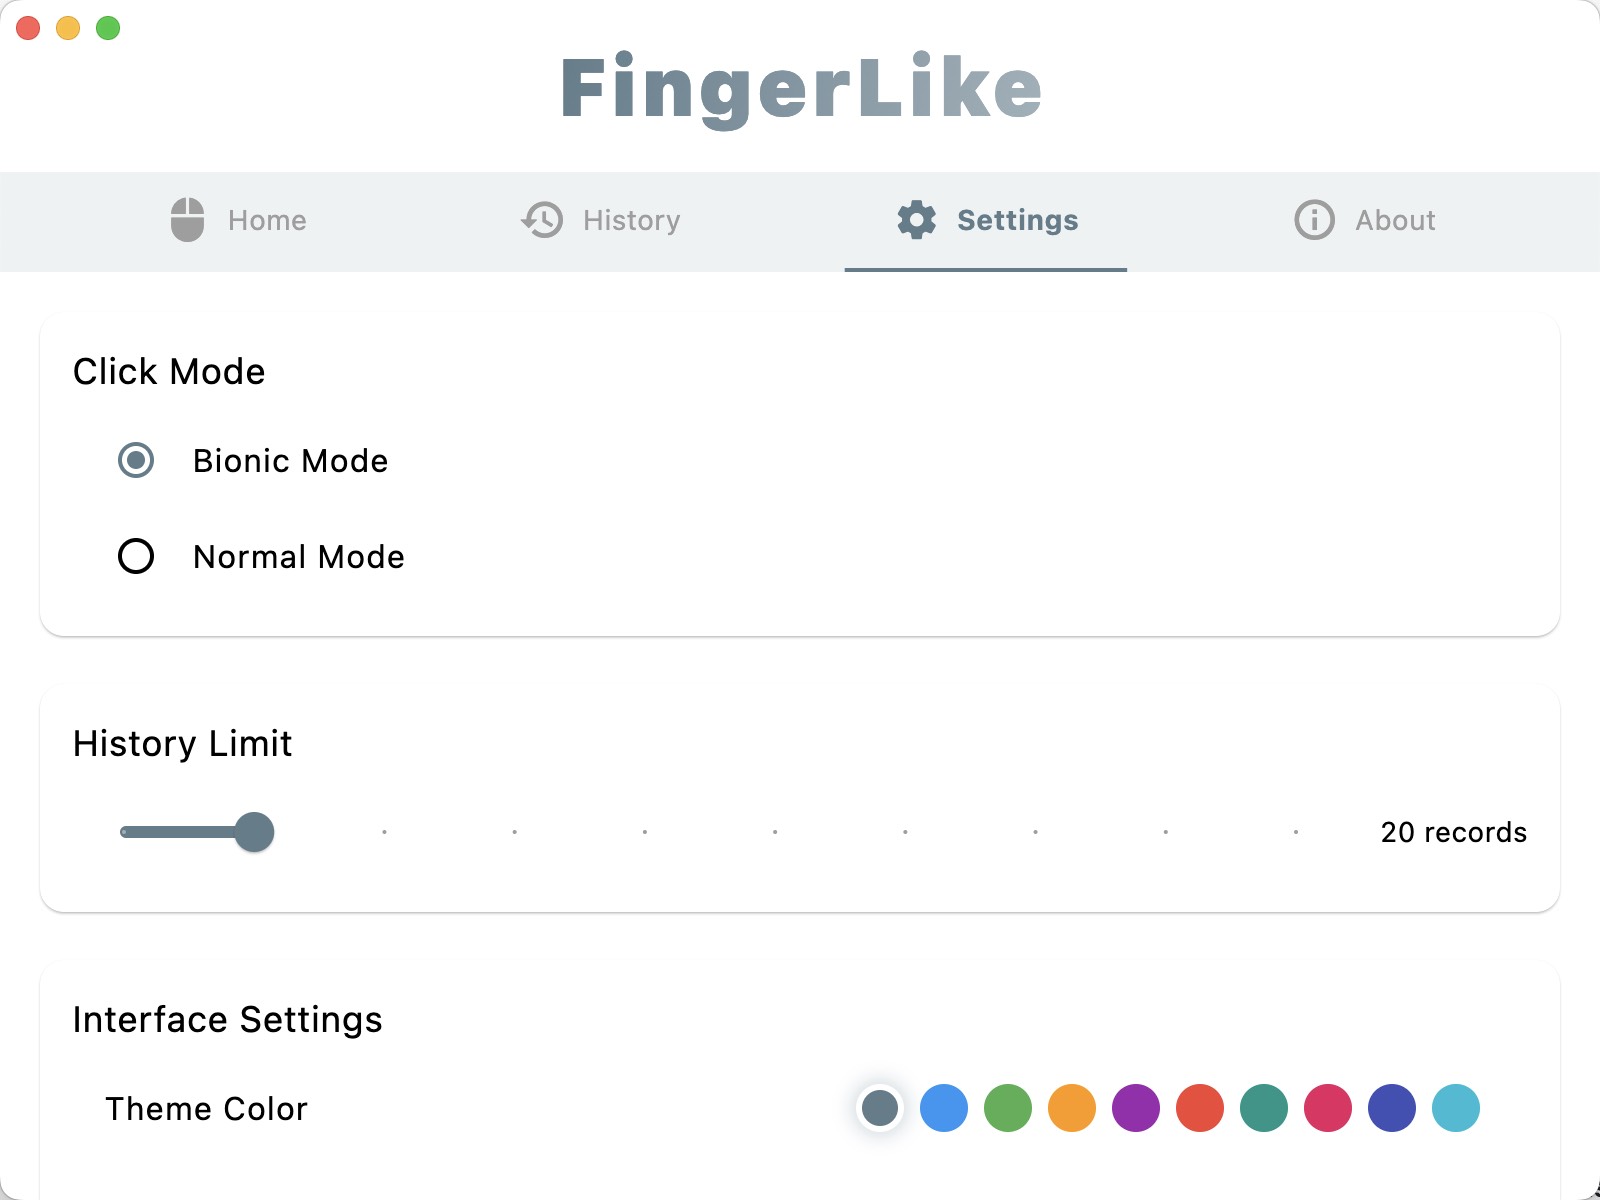 FingerLike
Home
History
Settings
About
Click Mode
Bionic Mode
Normal Mode
History Limit
20 records
Interface Settings
Theme Color